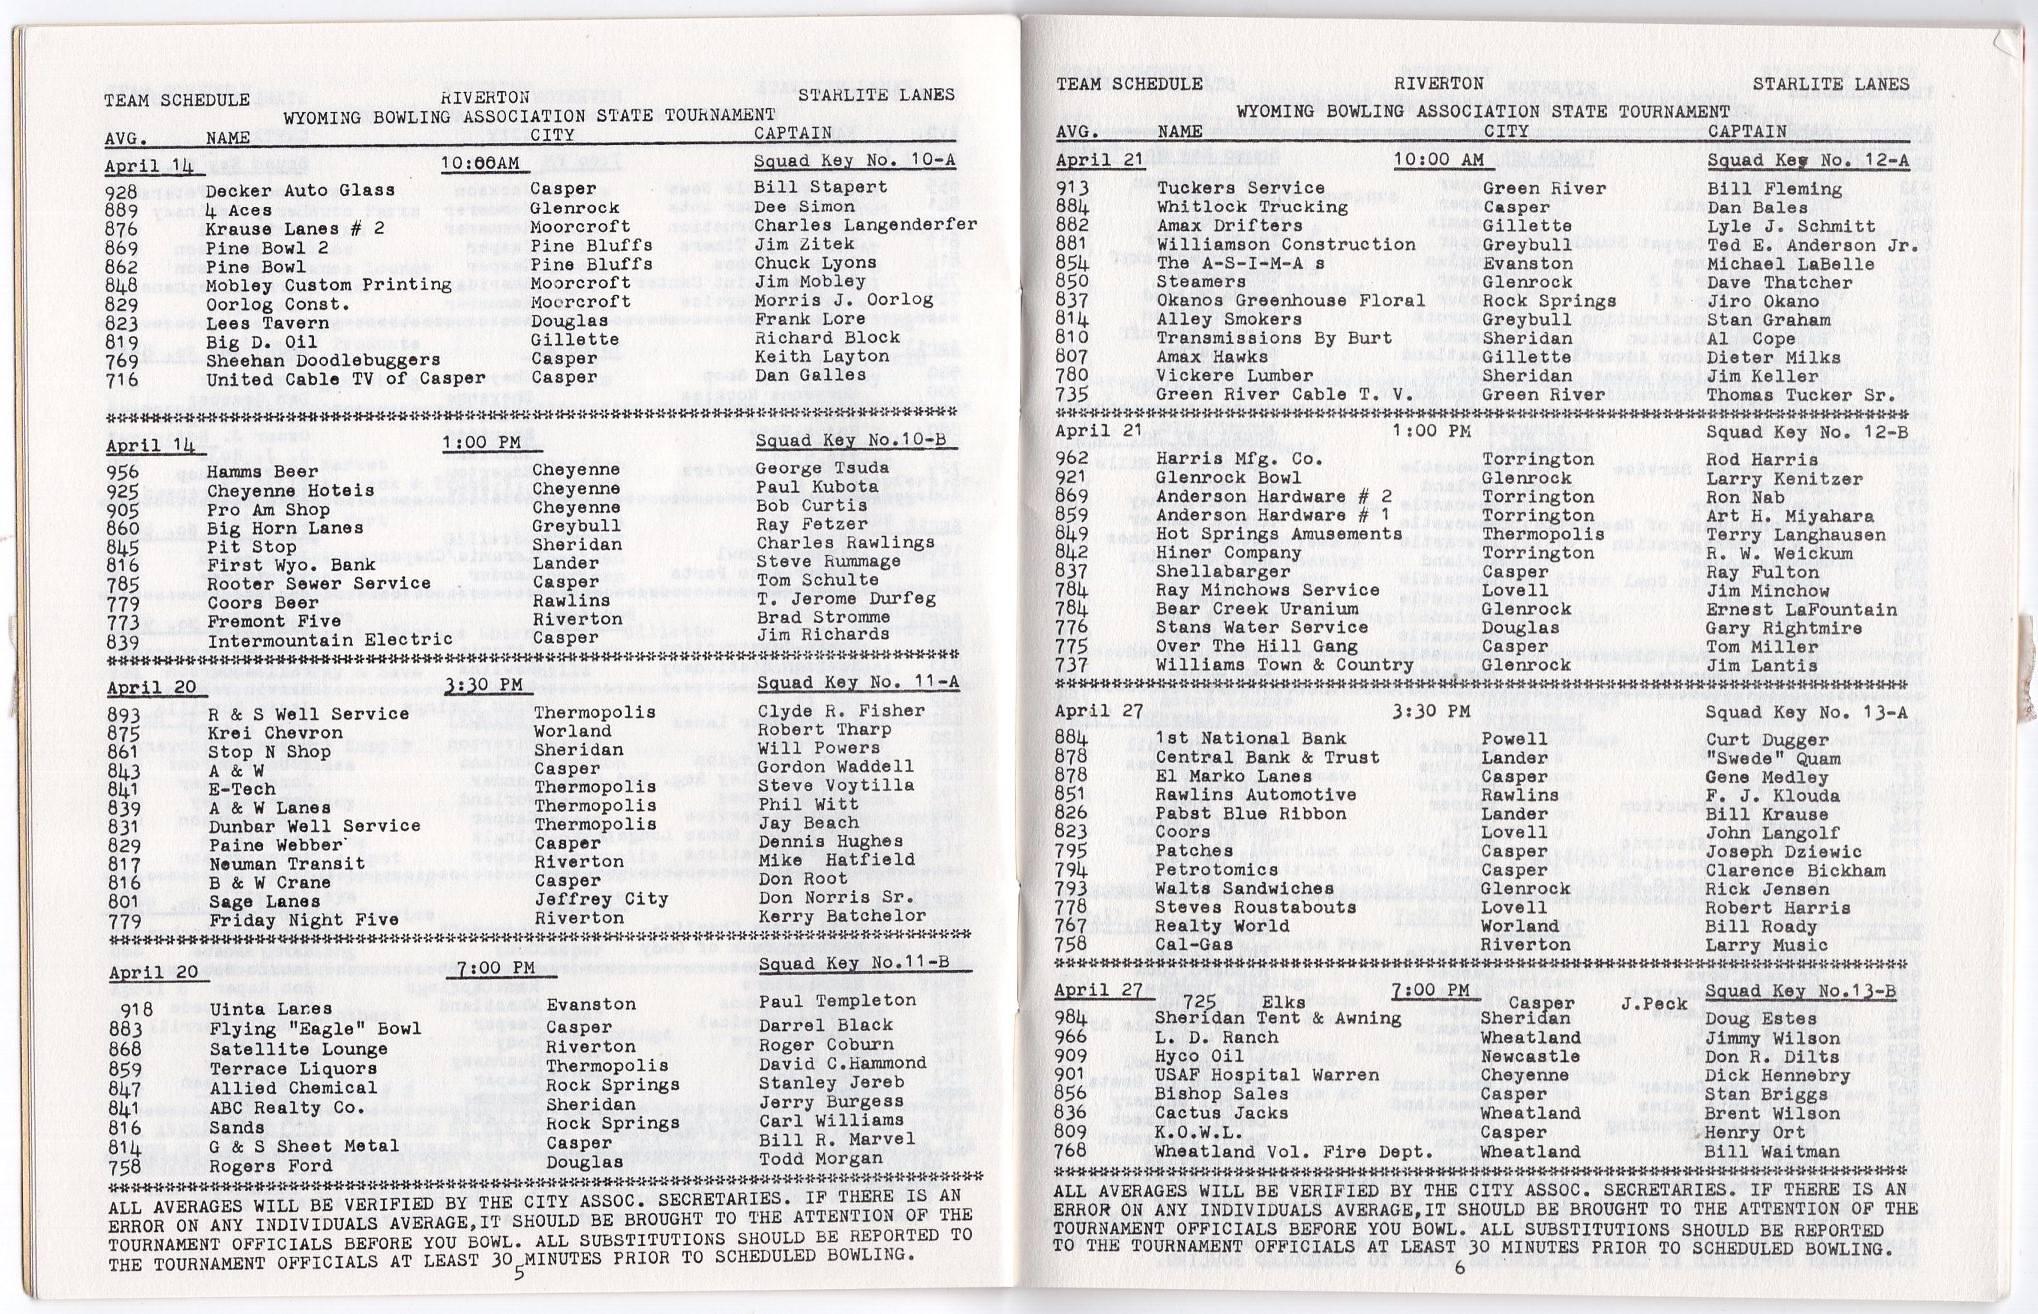 TEAM SCHEDULE RIVERTON STARLITE LANES
WYOMING BOWLING ASSOCIATION STATE TOURNAMENT
AVG. NAME CITY CAPTAIN
April 14 10:00AM Squad Key No. 10-A
928 Decker Auto Glass Casper Bill Stapert
889 4 Aces Glenrock Dee Simon
876 Krause Lanes # 2 Moorcroft Charles Langenderfer
869 Pine Bowl 2 Pine Bluffs Jim Zitek
862 Pine Bowl Pine Bluffs Chuck Lyons
848 Mobley Custom Printing Moorcroft Jim Mobley
829 Oorlog Const. Moorcroft Morris J. Oorlog
823 Lees Tavern Douglas Frank Lore
819 Big D. Oil Gillette Richard Block
769 Sheehan Doodlebuggers Casper Keith Layton
716 United Cable TV of Casper Casper Dan Galles
April 14 1:00 PM Squad Key No.10-B
956 Hamms Beer Cheyenne George Tsuda
925 Cheyenne Hoteis Cheyenne Paul Kubota
905 Pro Am Shop Cheyenne Bob Curtis
860 Big Horn Lanes Greybull Ray Fetzer
845 Pit Stop Sheridan Charles Rawlings
816 First Wyo. Bank Lander Steve Rummage
785 Rooter Sewer Service Casper Tom Schulte
779 Coors Beer Rawlins T. Jerome Durfeg
773 Fremont Five Riverton Brad Stromme
839 Intermountain Electric Casper Jim Richards
April 20 3:30 PM Squad Key No. 11-A
893 R & S Well Service Thermopolis Clyde R. Fisher
875 Krei Chevron Worland Robert Tharp
861 Stop N Shop Sheridan Will Powers
843 A & W Casper Gordon Waddell
841 E-Tech Thermopolis Steve Voytilla
839 A & W Lanes Thermopolis Phil Witt
831 Dunbar Well Service Thermopolis Jay Beach
829 Paine Webber Casper Dennis Hughes
817 Neuman Transit Riverton Mike Hatfield
816 B & W Crane Casper Don Root
801 Sage Lanes Jeffrey City Don Norris Sr.
779 Friday Night Five Riverton Kerry Batchelor
April 20 7:00 PM Squad Key No.11-B
918 Uinta Lanes Evanston Paul Templeton
883 Flying "Eagle" Bowl Casper Darrel Black
868 Satellite Lounge Riverton Roger Coburn
859 Terrace Liquors Thermopolis David C.Hammond
847 Allied Chemical Rock Springs Stanley Jereb
841 ABC Realty Co. Sheridan Jerry Burgess
816 Sands Rock Springs Carl Williams
814 G & S Sheet Metal Casper Bill R. Marvel
758 Rogers Ford Douglas Todd Morgan
ALL AVERAGES WILL BE VERIFIED BY THE CITY ASSOC. SECRETARIES. IF THERE IS AN
ERROR ON ANY INDIVIDUALS AVERAGE,IT SHOULD BE BROUGHT TO THE ATTENTION OF THE
TOURNAMENT OFFICIALS BEFORE YOU BOWL. ALL SUBSTITUTIONS SHOULD BE REPORTED TO
THE TOURNAMENT OFFICIALS AT LEAST 30 MINUTES PRIOR TO SCHEDULED BOWLING.
5
TEAM SCHEDULE RIVERTON STARLITE LANES
WYOMING BOWLING ASSOCIATION STATE TOURNAMENT
AVG. NAME CITY CAPTAIN
April 21 10:00 AM Squad Key No. 12-A
913 Tuckers Service Green River Bill Fleming
884 Whitlock Trucking Casper Dan Bales
882 Amax Drifters Gillette Lyle J. Schmitt
881 Williamson Construction Greybull Ted E. Anderson Jr.
854 The A-S-I-M-A s Evanston Michael LaBelle
850 Steamers Glenrock Dave Thatcher
837 Okanos Greenhouse Floral Rock Springs Jiro Okano
814 Alley Smokers Greybull Stan Graham
810 Transmissions By Burt Sheridan Al Cope
807 Amax Hawks Gillette Dieter Milks
780 Vickere Lumber Sheridan Jim Keller
735 Green River Cable T. V. Green River Thomas Tucker Sr.
April 21 1:00 PM Squad Key No. 12-B
962 Harris Mfg. Co. Torrington Rod Harris
921 Glenrock Bowl Glenrock Larry Kenitzer
869 Anderson Hardware # 2 Torrington Ron Nab
859 Anderson Hardware # 1 Torrington Art H. Miyahara
849 Hot Springs Amusements Thermopolis Terry Langhausen
842 Hiner Company Torrington R. W. Weickum
837 Shellabarger Casper Ray Fulton
784 Ray Minchows Service Lovell Jim Minchow
784 Bear Creek Uranium Glenrock Ernest LaFountain
776 Stans Water Service Douglas Gary Rightmire
775 Over The Hill Gang Casper Tom Miller
737 Williams Town & Country Glenrock Jim Lantis
April 27 3:30 PM Squad Key No. 13-A
884 1st National Bank Powell Curt Dugger
878 Central Bank & Trust Lander "Swede" Quam
878 El Marko Lanes Casper Gene Medley
851 Rawlins Automotive Rawlins F. J. Klouda
826 Pabst Blue Ribbon Lander Bill Krause
823 Coors Lovell John Langolf
795 Patches Casper Joseph Dziewic
794 Petrotomics Casper Clarence Bickham
793 Walts Sandwiches Glenrock Rick Jensen
778 Steves Roustabouts Lovell Robert Harris
767 Realty World Worland Bill Roady
758 Cal-Gas Riverton Larry Music
April 27 7:00 PM Squad Key No.13-B
725 Elks Casper J.Peck
984 Sheridan Tent & Awning Sheridan Doug Estes
966 L. D. Ranch Wheatland Jimmy Wilson
909 Hyco Oil Newcastle Don R. Dilts
901 USAF Hospital Warren Cheyenne Dick Hennebry
856 Bishop Sales Casper Stan Briggs
836 Cactus Jacks Wheatland Brent Wilson
809 K.O.W.L. Casper Henry Ort
768 Wheatland Vol. Fire Dept. Wheatland Bill Waitman
ALL AVERAGES WILL BE VERIFIED BY THE CITY ASSOC. SECRETARIES. IF THERE IS AN
ERROR ON ANY INDIVIDUALS AVERAGE,IT SHOULD BE BROUGHT TO THE ATTENTION OF THE
TOURNAMENT OFFICIALS BEFORE YOU BOWL. ALL SUBSTITUTIONS SHOULD BE REPORTED
TO THE TOURNAMENT OFFICIALS AT LEAST 30 MINUTES PRIOR TO SCHEDULED BOWLING.
6